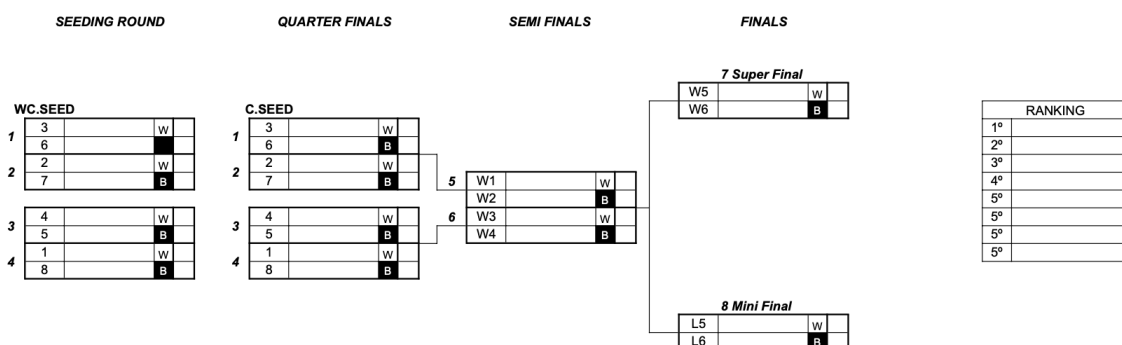 SEEDING ROUND QUARTER FINALS SEMI FINALS FINALS
7 Super Final
W5 W
W6 B
WC.SEED C.SEED RANKING
1 3 W 1 3 W 1º
6 6 B 2º
2 2 W 2 2 W 3º
7 B 7 B 5 W1 W 4º
W2 B 5º
3 4 W 3 4 W 6 W3 W 5º
5 B 5 B W4 B 5º
4 1 W 4 1 W 5º
8 B 8 B
8 Mini Final
L5 W
L6 B